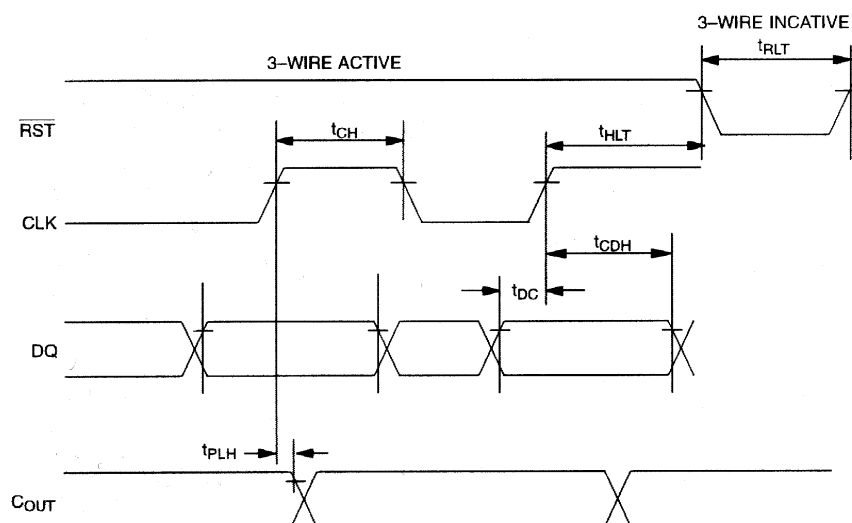 3–WIRE INCATIVE
tRLT
3–WIRE ACTIVE
RST
tCH
tHLT
CLK
tCDH
tDC
DQ
tPLH
COUT